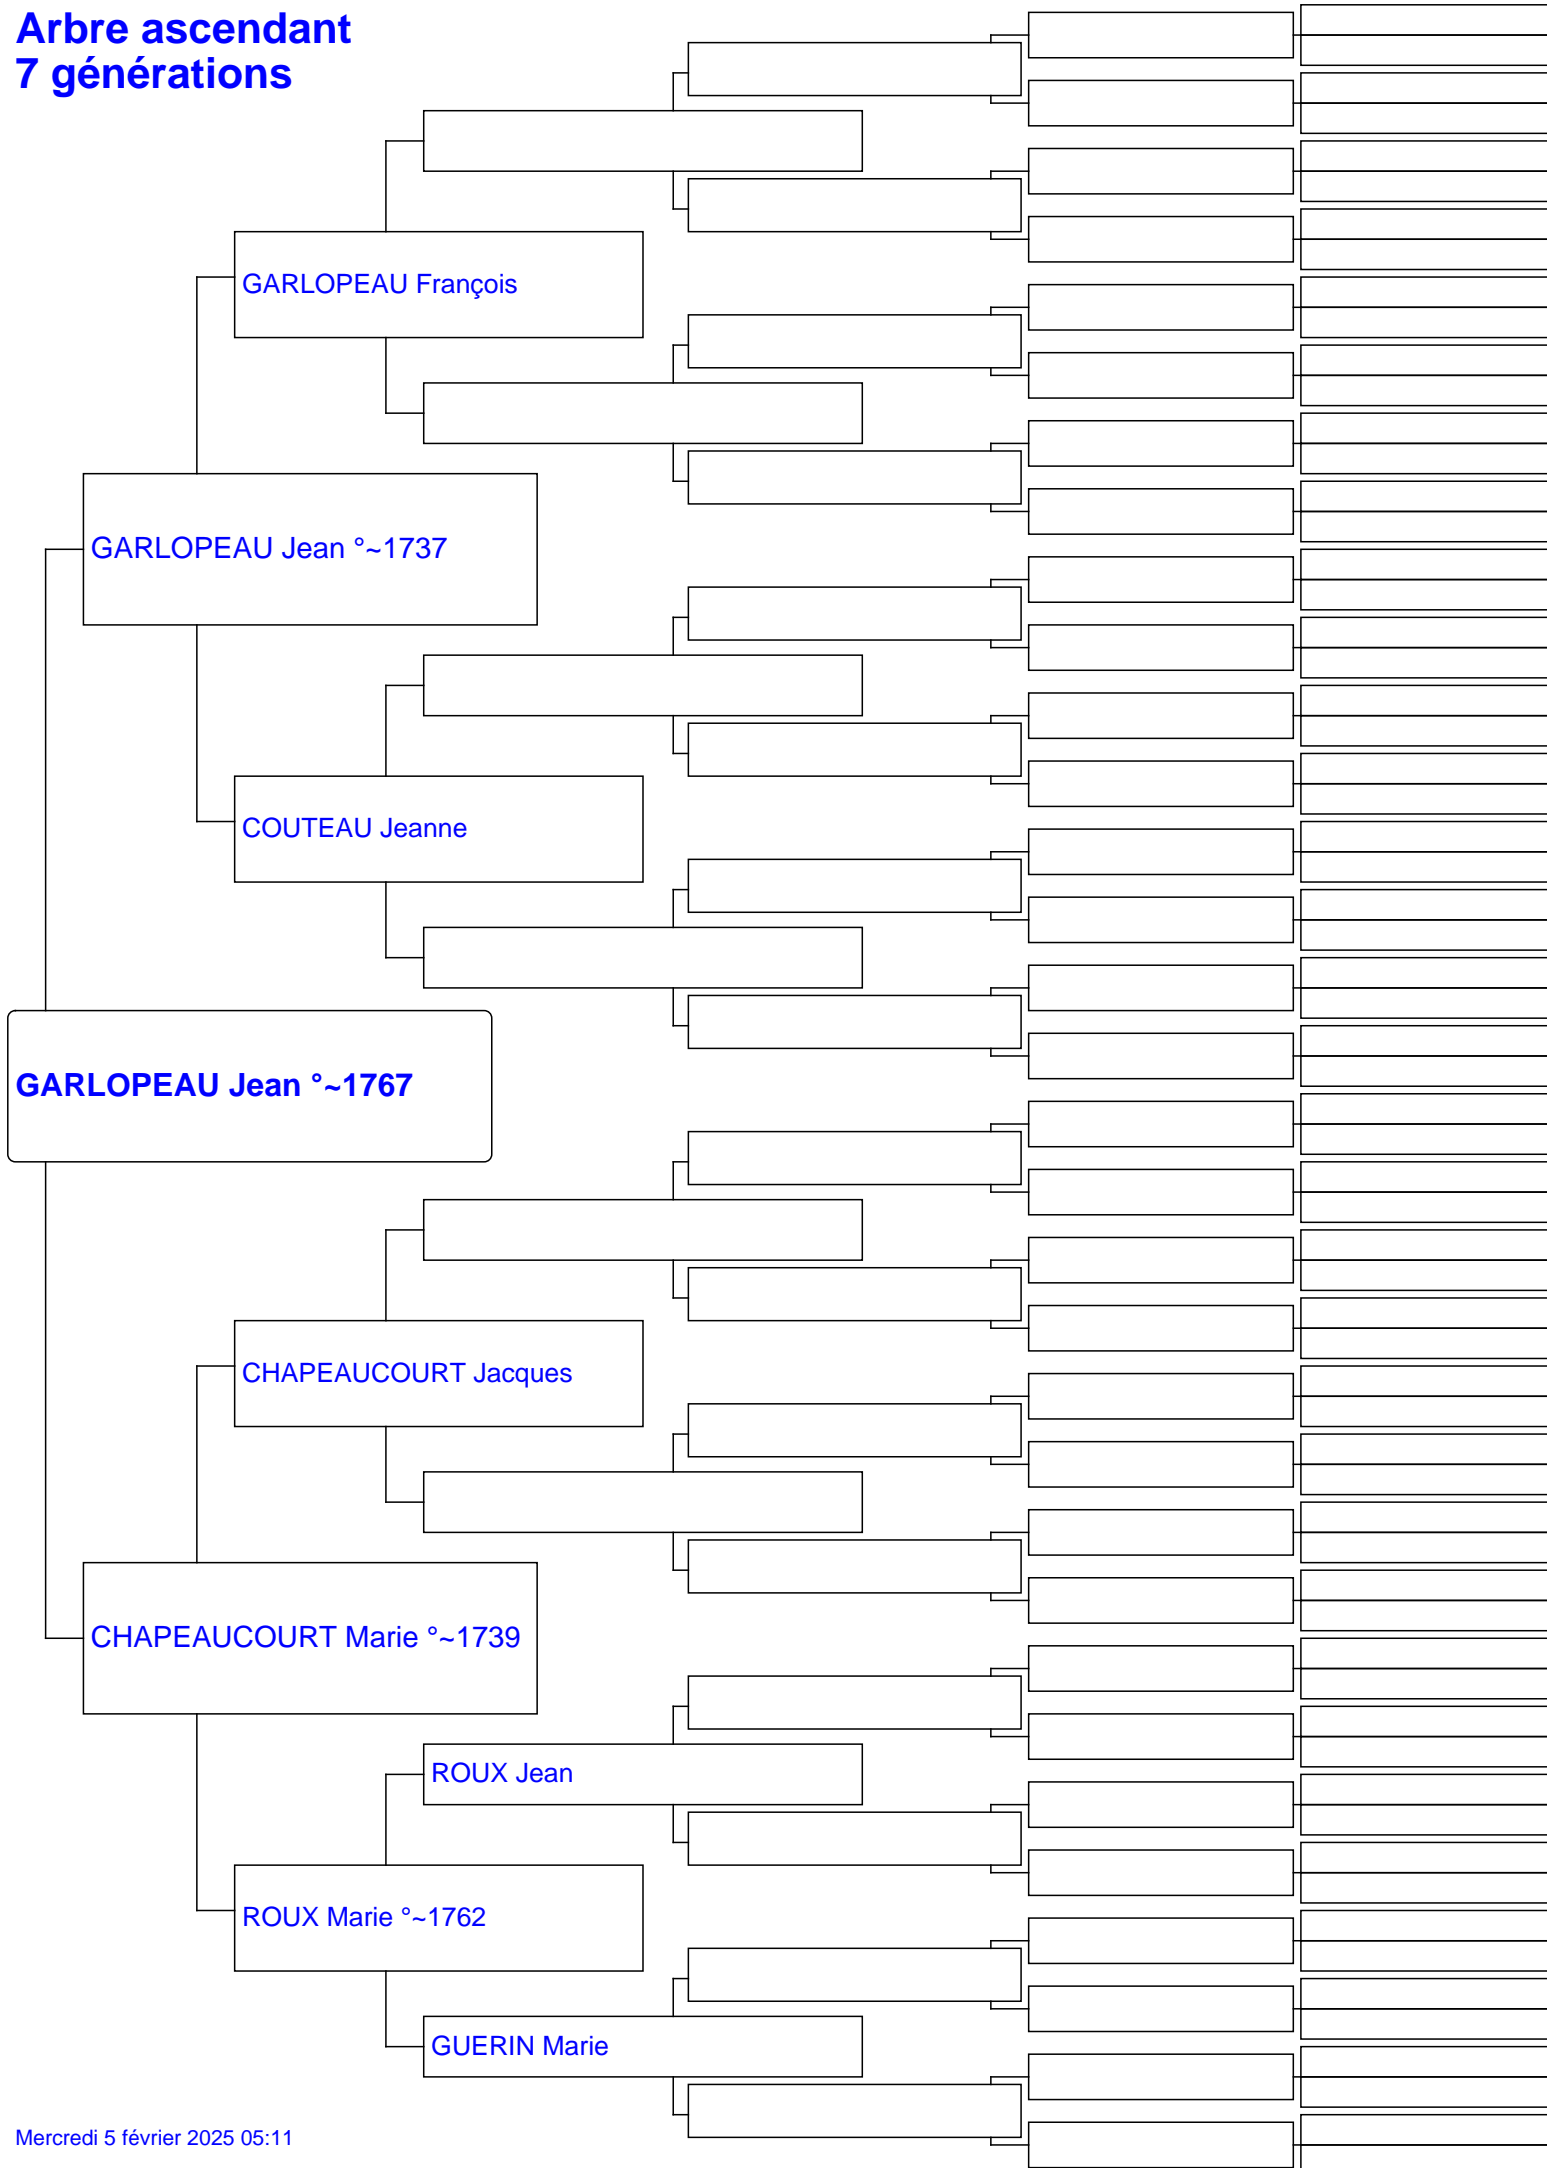 Arbre ascendant
7 générations
GARLOPEAU François
GARLOPEAU Jean °~1737
COUTEAU Jeanne
GARLOPEAU Jean °~1767
CHAPEAUCOURT Jacques
CHAPEAUCOURT Marie °~1739
ROUX Jean
ROUX Marie °~1762
GUERIN Marie
Mercredi 5 février 2025 05:11